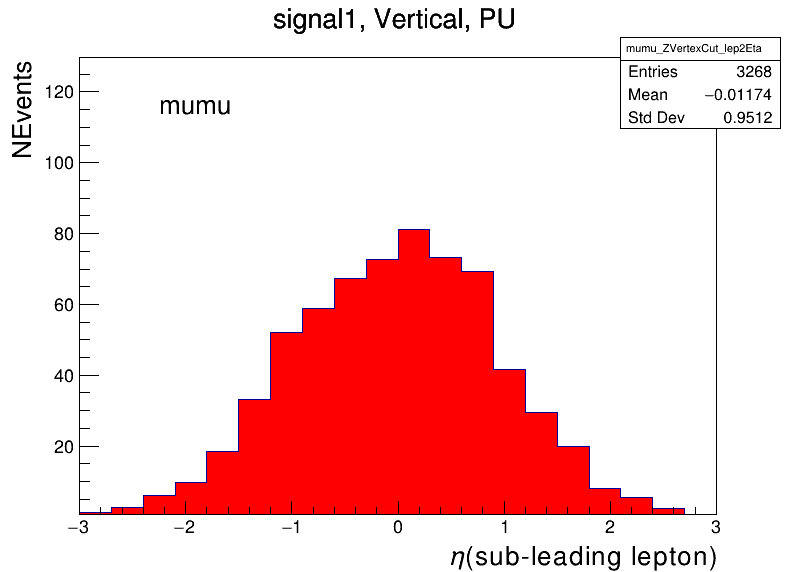 signal1, Vertical, PU
mumu_ZVertexCut_lep2Eta
Entries 3268
Mean −0.01174
Std Dev 0.9512
NEvents
mumu
120
100
80
60
40
20
−3 −2 −1 0 1 2 3
η(sub-leading lepton)